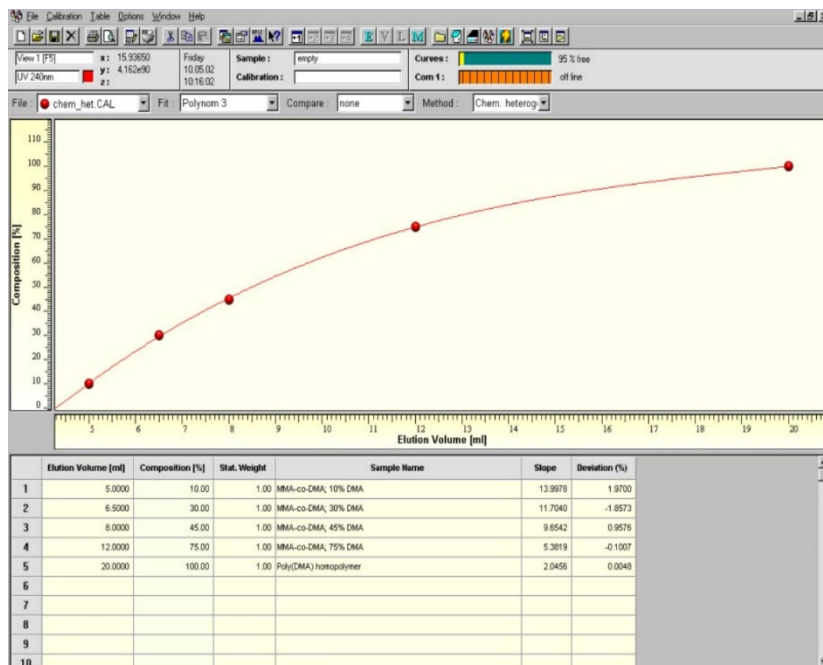 File Calibration Table Options Window Help
View 1 (F5) x: 15.93650 Friday Sample: empty Curves: 95 % free
y: 4.162e90 10.05.02
UV 240nm z: 10:16:02 Calibration: Com 1: off line
File: chem_het.CAL Fit: Polynom 3 Compare: none Method: Chem. heterog
110
100
90
80
70
60
50
40
30
20
10
0
Composition [%]
5 6 7 8 9 10 11 12 13 14 15 16 17 18 19 20
Elution Volume [ml]
Elution Volume [ml] Composition [%] Stat. Weight Sample Name Slope Deviation (%)
1 5.0000 10.00 1.00 MMA-co-DMA; 10% DMA 13.9978 1.9700
2 6.5000 30.00 1.00 MMA-co-DMA; 30% DMA 11.7040 -1.8573
3 8.0000 45.00 1.00 MMA-co-DMA; 45% DMA 9.6542 0.9576
4 12.0000 75.00 1.00 MMA-co-DMA; 75% DMA 5.3819 -0.1007
5 20.0000 100.00 1.00 Poly(DMA) homopolymer 2.0456 0.0048
6
7
8
9
10